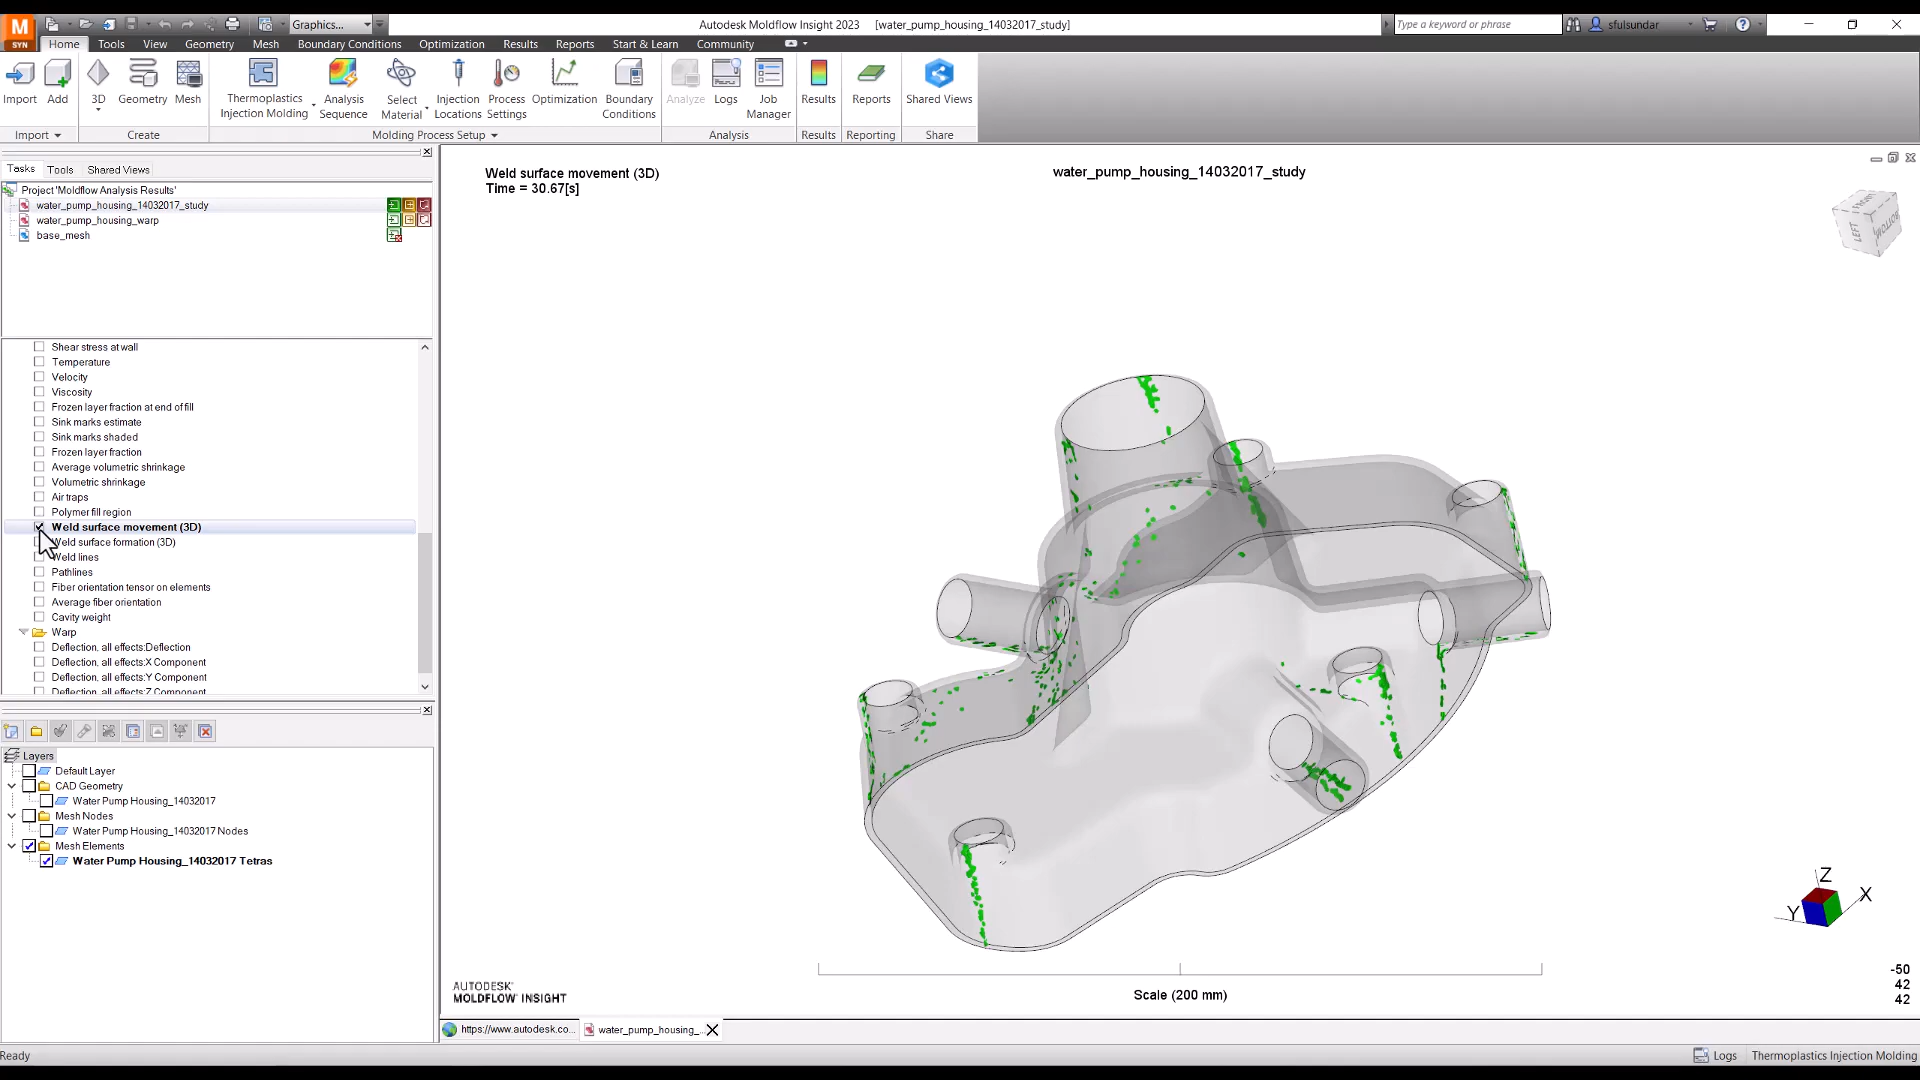 M
SYN
Graphics...
Autodesk Moldflow Insight 2023 [water_pump_housing_14032017_study]
Type a keyword or phrase
sfulsundar
Home Tools View Geometry Mesh Boundary Conditions Optimization Results Reports Start & Learn Community
Import
Add
3D
Geometry
Mesh
Thermoplastics
Injection Molding
Analysis
Sequence
Select
Material
Injection
Locations
Process
Settings
Optimization
Boundary
Conditions
Analyze
Logs
Job
Manager
Results
Reports
Shared Views
Import
Create
Molding Process Setup
Analysis
Results
Reporting
Share
Tasks Tools Shared Views
Project 'Moldflow Analysis Results'
water_pump_housing_14032017_study
water_pump_housing_warp
base_mesh
Shear stress at wall
Temperature
Velocity
Viscosity
Frozen layer fraction at end of fill
Sink marks estimate
Sink marks shaded
Frozen layer fraction
Average volumetric shrinkage
Volumetric shrinkage
Air traps
Polymer fill region
Weld surface movement (3D)
Weld surface formation (3D)
Weld lines
Pathlines
Fiber orientation tensor on elements
Average fiber orientation
Cavity weight
Warp
Deflection, all effects:Deflection
Deflection, all effects:X Component
Deflection, all effects:Y Component
Deflection, all effects:Z Component
Layers
Default Layer
CAD Geometry
Water Pump Housing_14032017
Mesh Nodes
Water Pump Housing_14032017 Nodes
Mesh Elements
Water Pump Housing_14032017 Tetras
Weld surface movement (3D)
Time = 30.67[s]
water_pump_housing_14032017_study
FRONT
LEFT
BOTTOM
Z
X
Y
-50
42
42
Scale (200 mm)
AUTODESK®
MOLDFLOW® INSIGHT
https://www.autodesk.co...
water_pump_housing_...
Ready
Logs
Thermoplastics Injection Molding